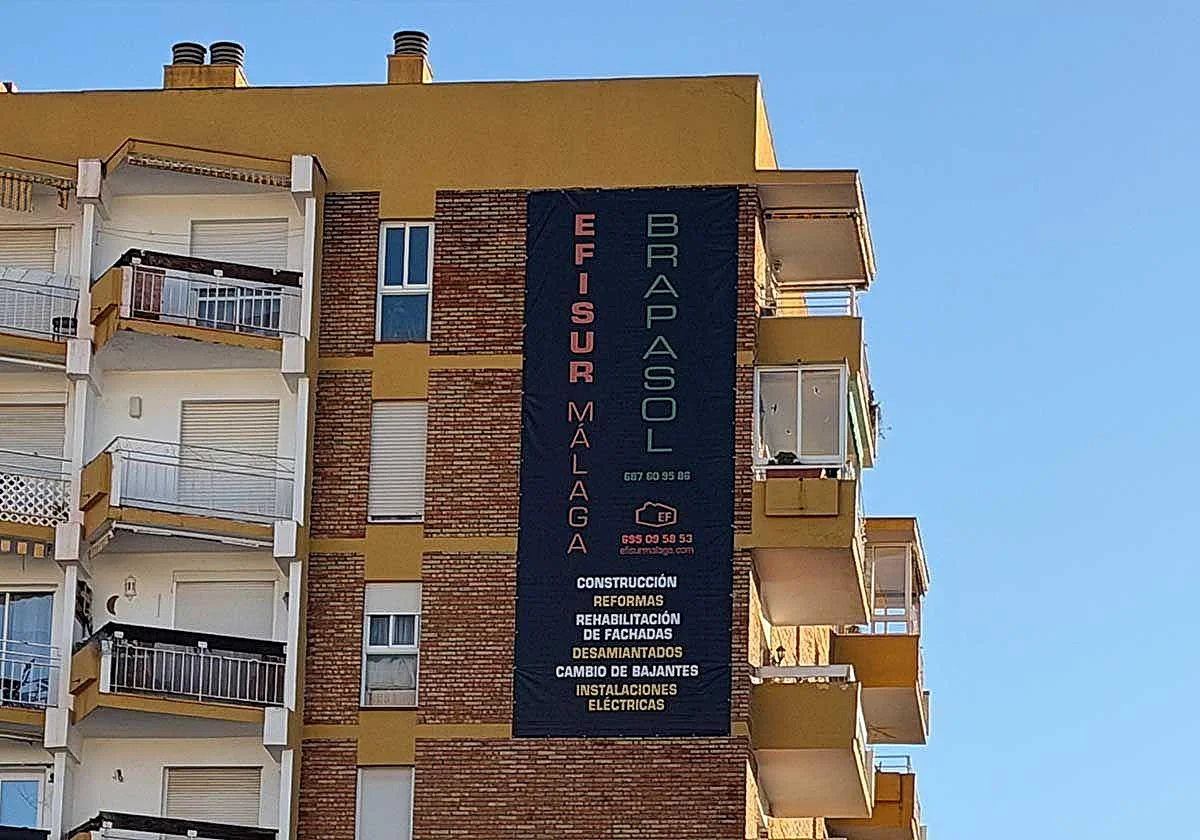 EFISUR MÁLAGA
BRAPASOL
687 60 95 86
EF
695 09 58 53
efisurmalaga.com
CONSTRUCCIÓN
REFORMAS
REHABILITACIÓN
DE FACHADAS
DESAMIANTADOS
CAMBIO DE BAJANTES
INSTALACIONES
ELÉCTRICAS